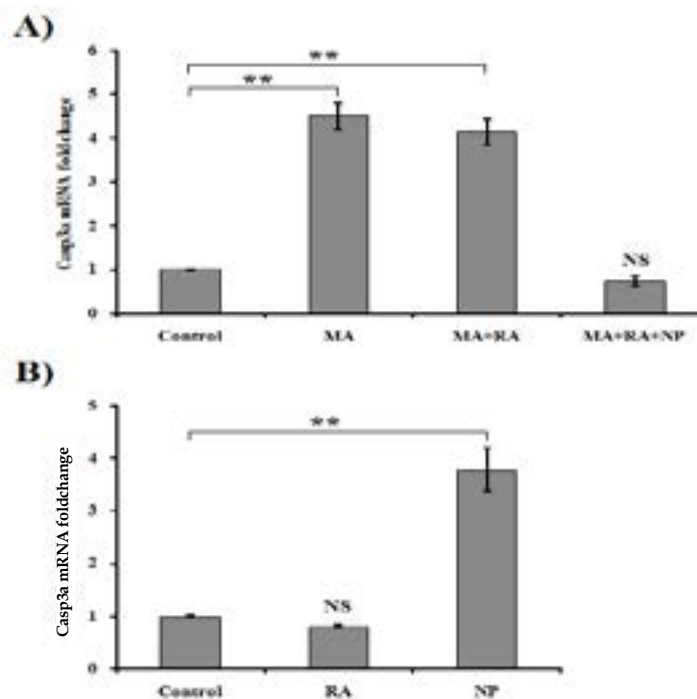 A)
Casp3a mRNA foldchange
6
5
4
3
2
1
0
**
**
NS
Control MA MA+RA MA+RA+NP
B)
Casp3a mRNA foldchange
5
4
3
2
1
0
**
NS
Control RA NP